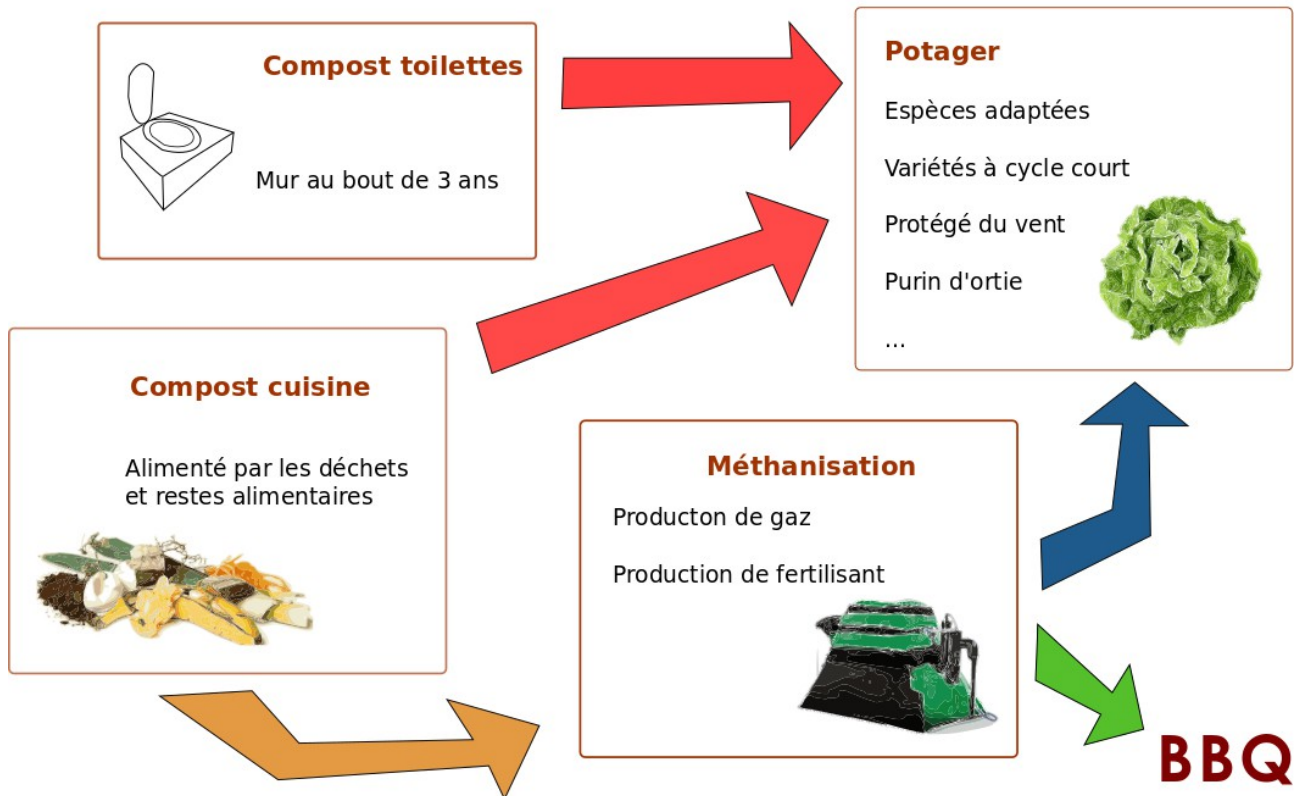 Compost toilettes
Mur au bout de 3 ans
Potager
Espèces adaptées
Variétés à cycle court
Protégé du vent
Purin d'ortie
...
Compost cuisine
Alimenté par les déchets
et restes alimentaires
Méthanisation
Producton de gaz
Production de fertilisant
BBQ